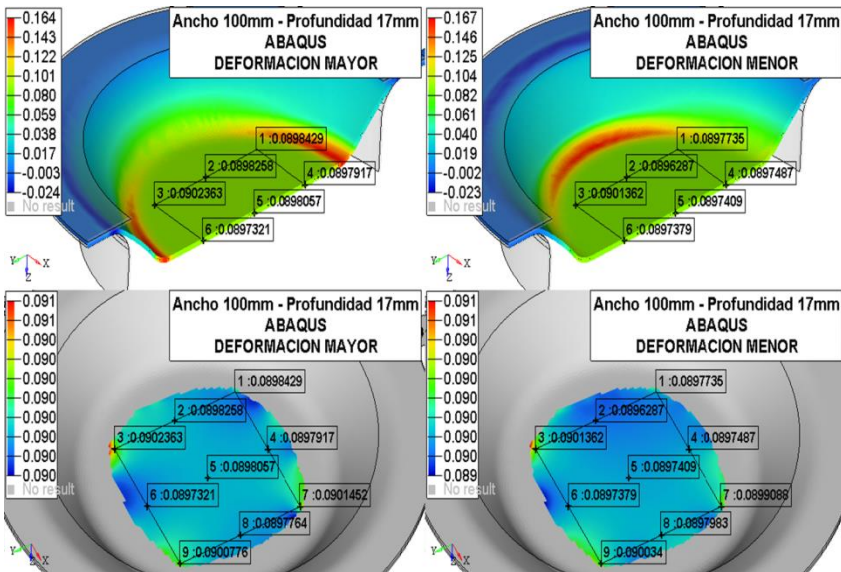 0.164
0.143
0.122
0.101
0.080
0.059
0.038
0.017
-0.003
-0.024
No result
Ancho 100mm - Profundidad 17mm
ABAQUS
DEFORMACION MAYOR
1 :0.0898429
2 :0.0898258
3 :0.0902363
4 :0.0897917
5 :0.0898057
6 :0.0897321
Y
X
Z
0.167
0.146
0.125
0.104
0.083
0.061
0.040
0.019
-0.002
-0.023
No result
Ancho 100mm - Profundidad 17mm
ABAQUS
DEFORMACION MENOR
1 :0.0897735
2 :0.0896287
3 :0.0901362
4 :0.0897487
5 :0.0897409
6 :0.0897379
Y
X
Z
0.091
0.091
0.090
0.090
0.090
0.090
0.090
0.090
0.090
0.090
No result
Ancho 100mm - Profundidad 17mm
ABAQUS
DEFORMACION MAYOR
1 :0.0898429
2 :0.0898258
3 :0.0902363
4 :0.0897917
5 :0.0898057
6 :0.0897321
7 :0.0901452
8 :0.0897764
9 :0.0900776
Y
X
Z
0.091
0.091
0.090
0.090
0.090
0.090
0.090
0.090
0.090
0.089
No result
Ancho 100mm - Profundidad 17mm
ABAQUS
DEFORMACION MENOR
1 :0.0897735
2 :0.0896287
3 :0.0901362
4 :0.0897487
5 :0.0897409
6 :0.0897379
7 :0.0899088
8 :0.0897983
9 :0.090034
Y
X
Z